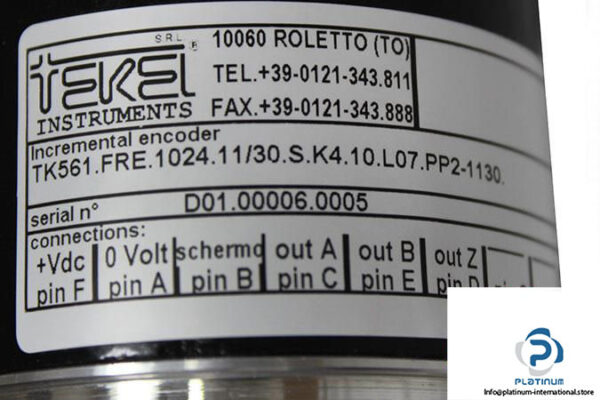 S.R.L.
TEKEL
INSTRUMENTS
®
10060 ROLETTO (TO)
TEL.+39-0121-343.811
FAX.+39-0121-343.888
Incremental encoder
TK561.FRE.1024.11/30.S.K4.10.L07.PP2-1130.
serial n° D01.00006.0005
connections:
+Vdc 0 Volt schermo out A out B out Z
pin F pin A pin B pin C pin E pin D
P
PLATINUM
Info@platinum-international.store